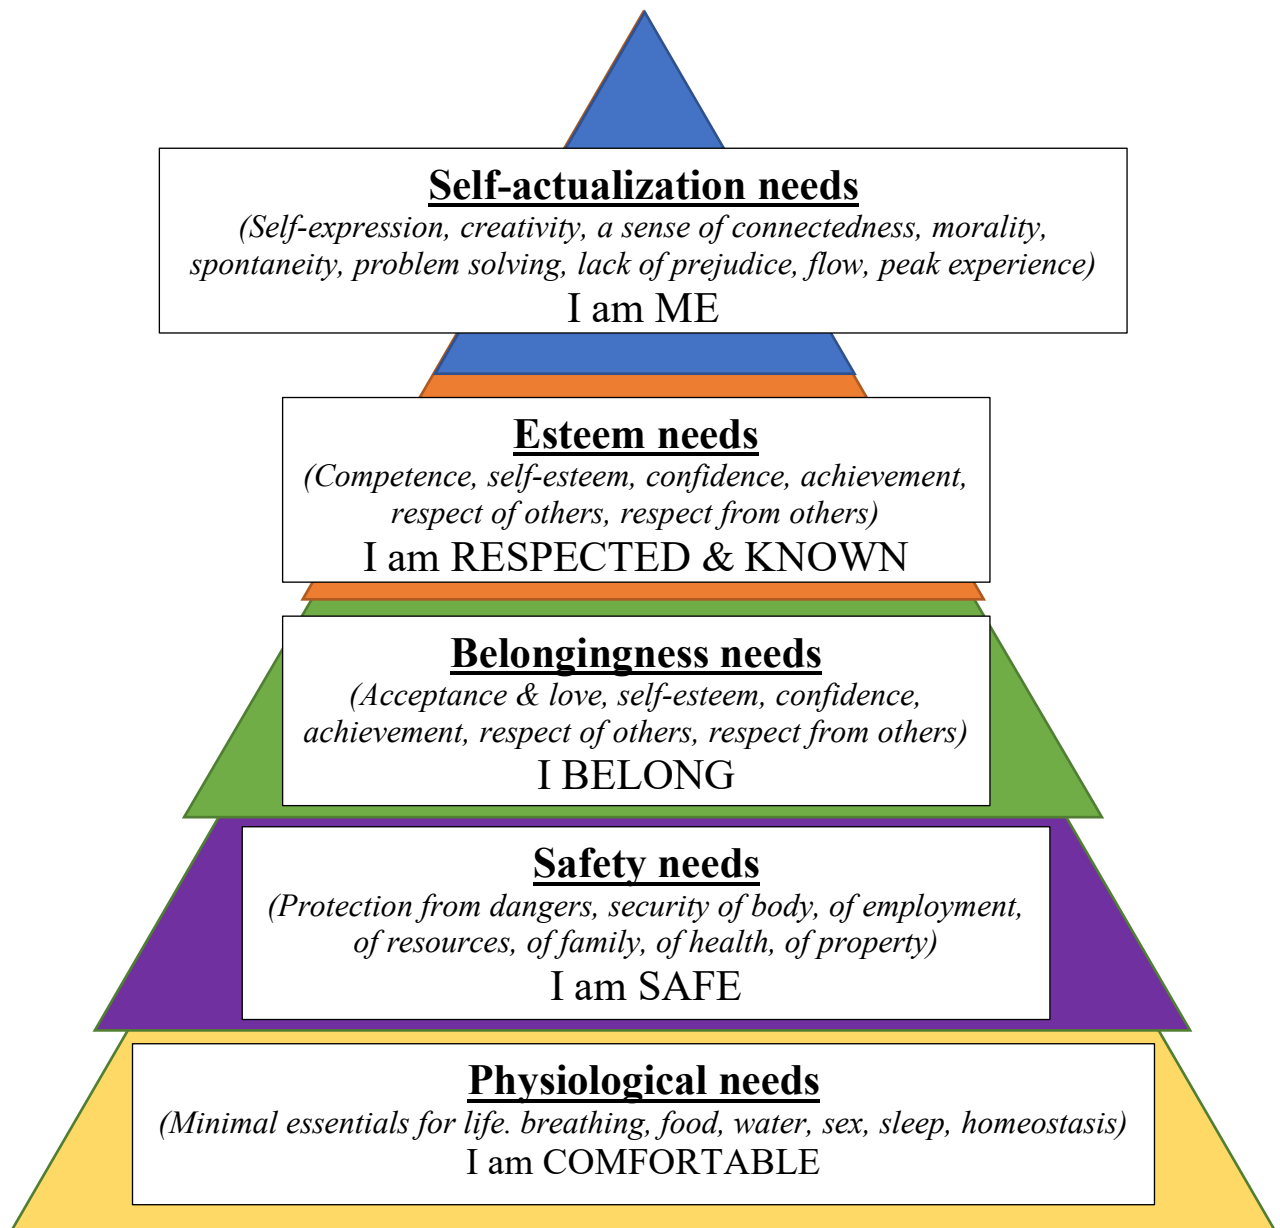 Self-actualization needs
(Self-expression, creativity, a sense of connectedness, morality,
spontaneity, problem solving, lack of prejudice, flow, peak experience)
I am ME
Esteem needs
(Competence, self-esteem, confidence, achievement,
respect of others, respect from others)
I am RESPECTED & KNOWN
Belongingness needs
(Acceptance & love, self-esteem, confidence,
achievement, respect of others, respect from others)
I BELONG
Safety needs
(Protection from dangers, security of body, of employment,
of resources, of family, of health, of property)
I am SAFE
Physiological needs
(Minimal essentials for life. breathing, food, water, sex, sleep, homeostasis)
I am COMFORTABLE